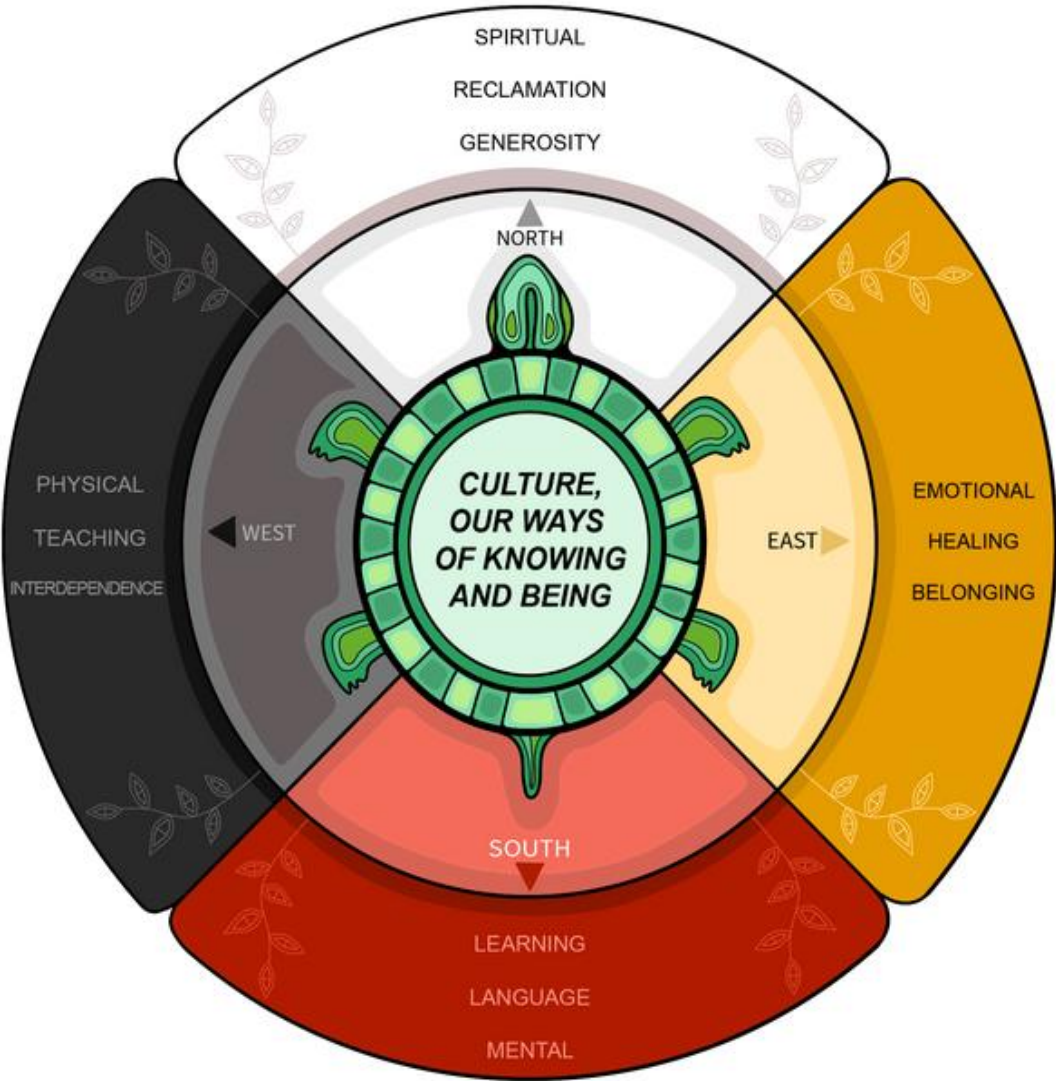 SPIRITUAL
RECLAMATION
GENEROSITY
NORTH
PHYSICAL
TEACHING
INTERDEPENDENCE
WEST
CULTURE,
OUR WAYS
OF KNOWING
AND BEING
EAST
EMOTIONAL
HEALING
BELONGING
SOUTH
LEARNING
LANGUAGE
MENTAL